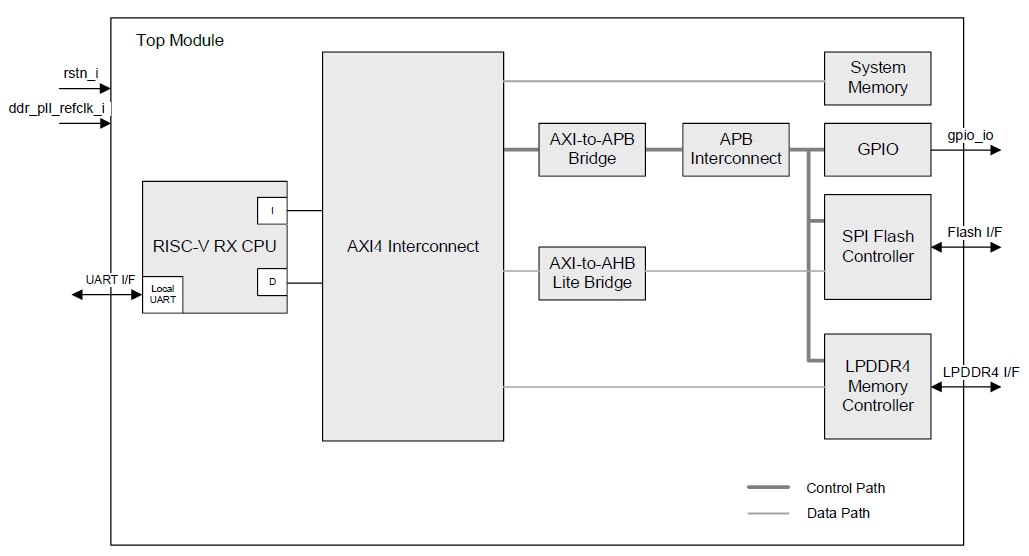 Top Module
rstn_i
ddr_pll_refclk_i
System
Memory
AXI-to-APB
Bridge
APB
Interconnect
GPIO
gpio_io
I
RISC-V RX CPU
D
Local
UART
UART I/F
AXI4 Interconnect
AXI-to-AHB
Lite Bridge
SPI Flash
Controller
Flash I/F
LPDDR4
Memory
Controller
LPDDR4 I/F
Control Path
Data Path